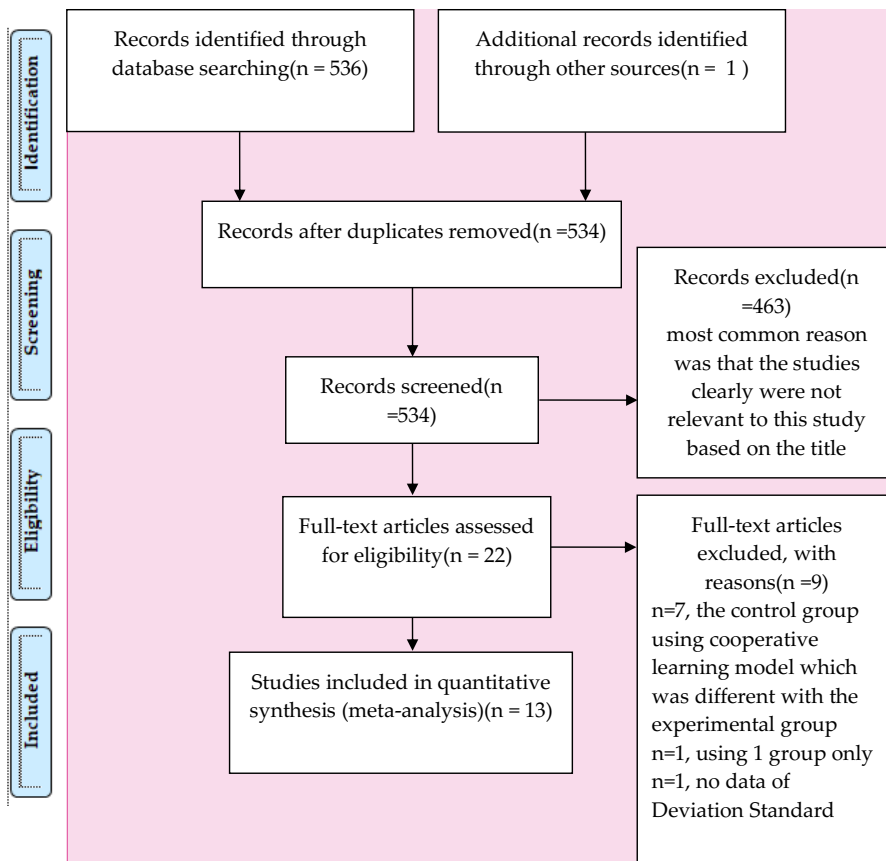 Identification
Records identified through
database searching(n = 536)
Additional records identified
through other sources(n =  1 )
Records after duplicates removed(n =534)
Screening
Records screened(n
=534)
Records excluded(n
=463)
most common reason
was that the studies
clearly were not
relevant to this study
based on the title
Eligibility
Full-text articles assessed
for eligibility(n = 22)
Full-text articles
excluded, with
reasons(n =9)
n=7, the control group
using cooperative
learning model which
was different with the
experimental group
n=1, using 1 group only
n=1, no data of
Deviation Standard
Included
Studies included in quantitative
synthesis (meta-analysis)(n = 13)